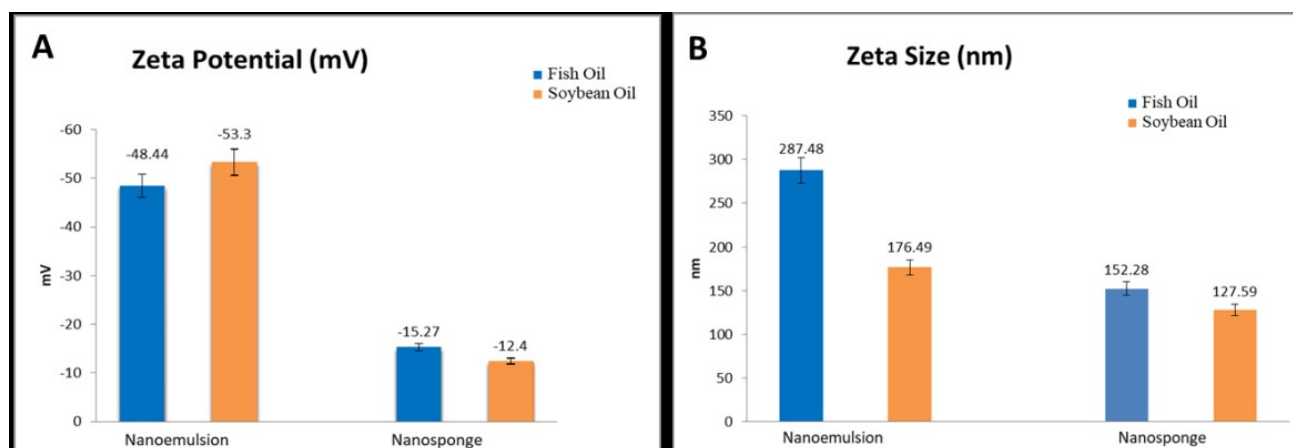 A
Zeta Potential (mV)
Fish Oil
Soybean Oil
-60
-50
-40
-30
-20
-10
0
mV
-48.44
-53.3
-15.27
-12.4
Nanoemulsion
Nanosponge
B
Zeta Size (nm)
Fish Oil
Soybean Oil
350
300
250
200
150
100
50
0
nm
287.48
176.49
152.28
127.59
Nanoemulsion
Nanosponge